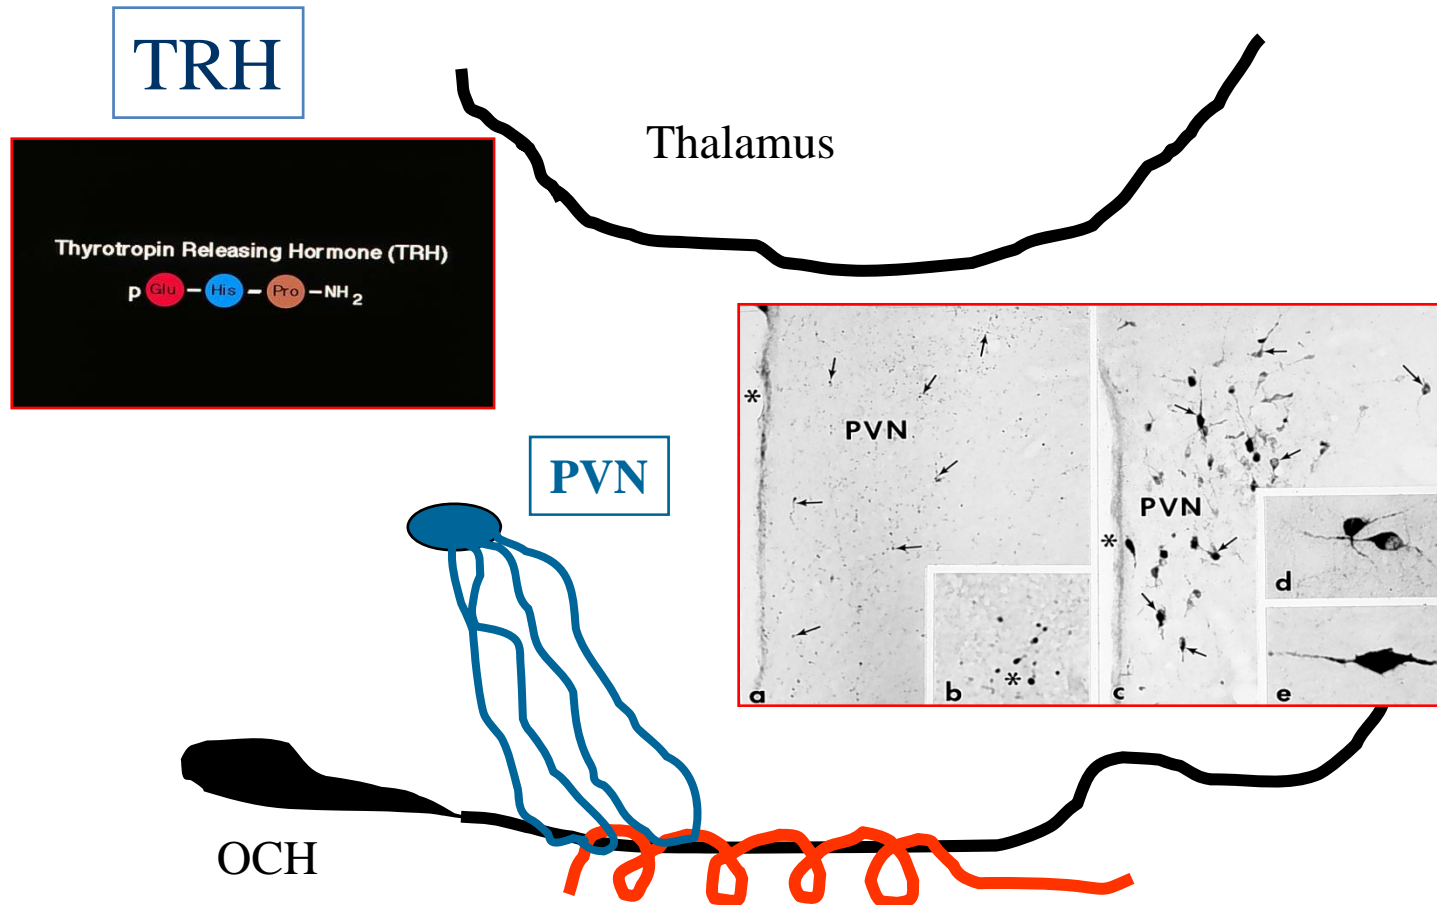 TRH
Thalamus
Thyrotropin Releasing Hormone (TRH)
p Glu – His – Pro – NH2
PVN
*
PVN
a
*
b
PVN
*
c
d
e
OCH